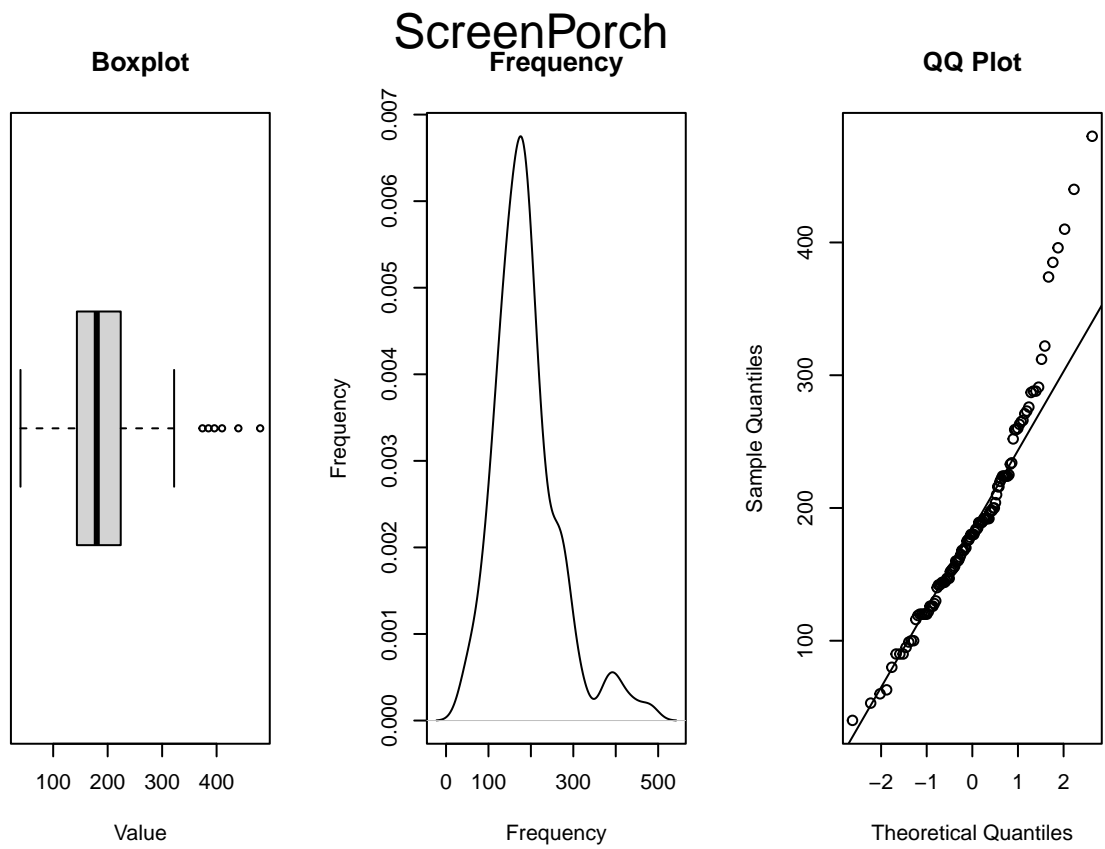 ScreenPorch
Boxplot
100 200 300 400
Value
Frequency
0.000 0.001 0.002 0.003 0.004 0.005 0.006 0.007
Frequency
0 100 300 500
Frequency
QQ Plot
100 200 300 400
Sample Quantiles
−2 −1 0 1 2
Theoretical Quantiles